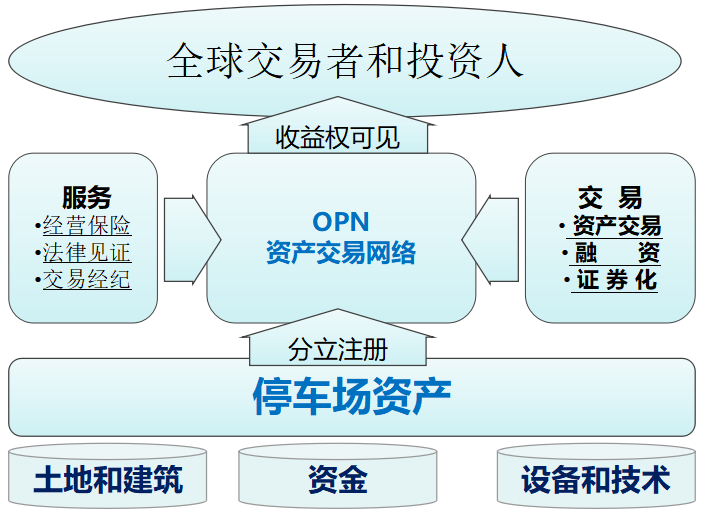 全球交易者和投资人
收益权可见
服务
•经营保险
•法律见证
•交易经纪
OPN
资产交易网络
交 易
• 资产交易
• 融 资
• 证 券 化
分立注册
停车场资产
土地和建筑
资金
设备和技术